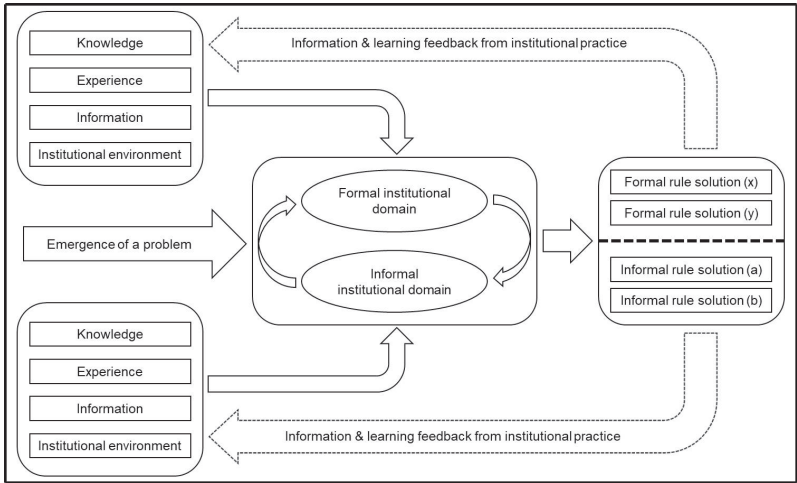 Knowledge
Experience
Information
Institutional environment
Information & learning feedback from institutional practice
Emergence of a problem
Formal institutional
domain
Informal
institutional domain
Formal rule solution (x)
Formal rule solution (y)
Informal rule solution (a)
Informal rule solution (b)
Knowledge
Experience
Information
Institutional environment
Information & learning feedback from institutional practice